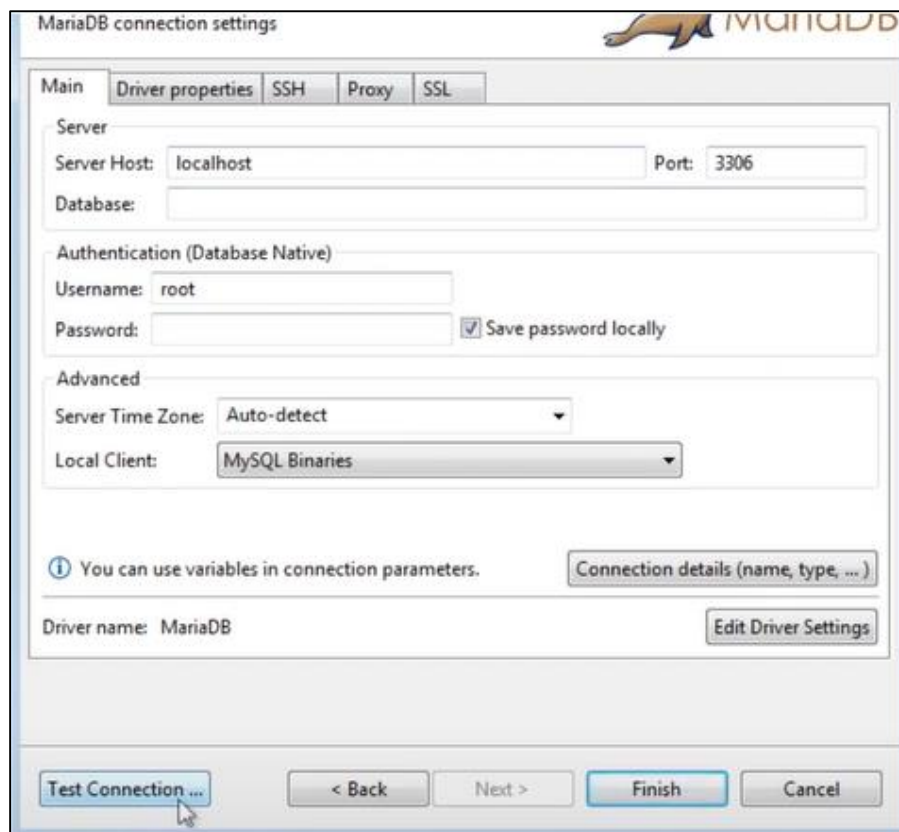 MariaDB connection settings
MariaDB
Main Driver properties SSH Proxy SSL
Server
Server Host: localhost Port: 3306
Database:
Authentication (Database Native)
Username: root
Password: Save password locally
Advanced
Server Time Zone: Auto-detect
Local Client: MySQL Binaries
You can use variables in connection parameters. Connection details (name, type, ... )
Driver name: MariaDB Edit Driver Settings
Test Connection ... < Back Next > Finish Cancel